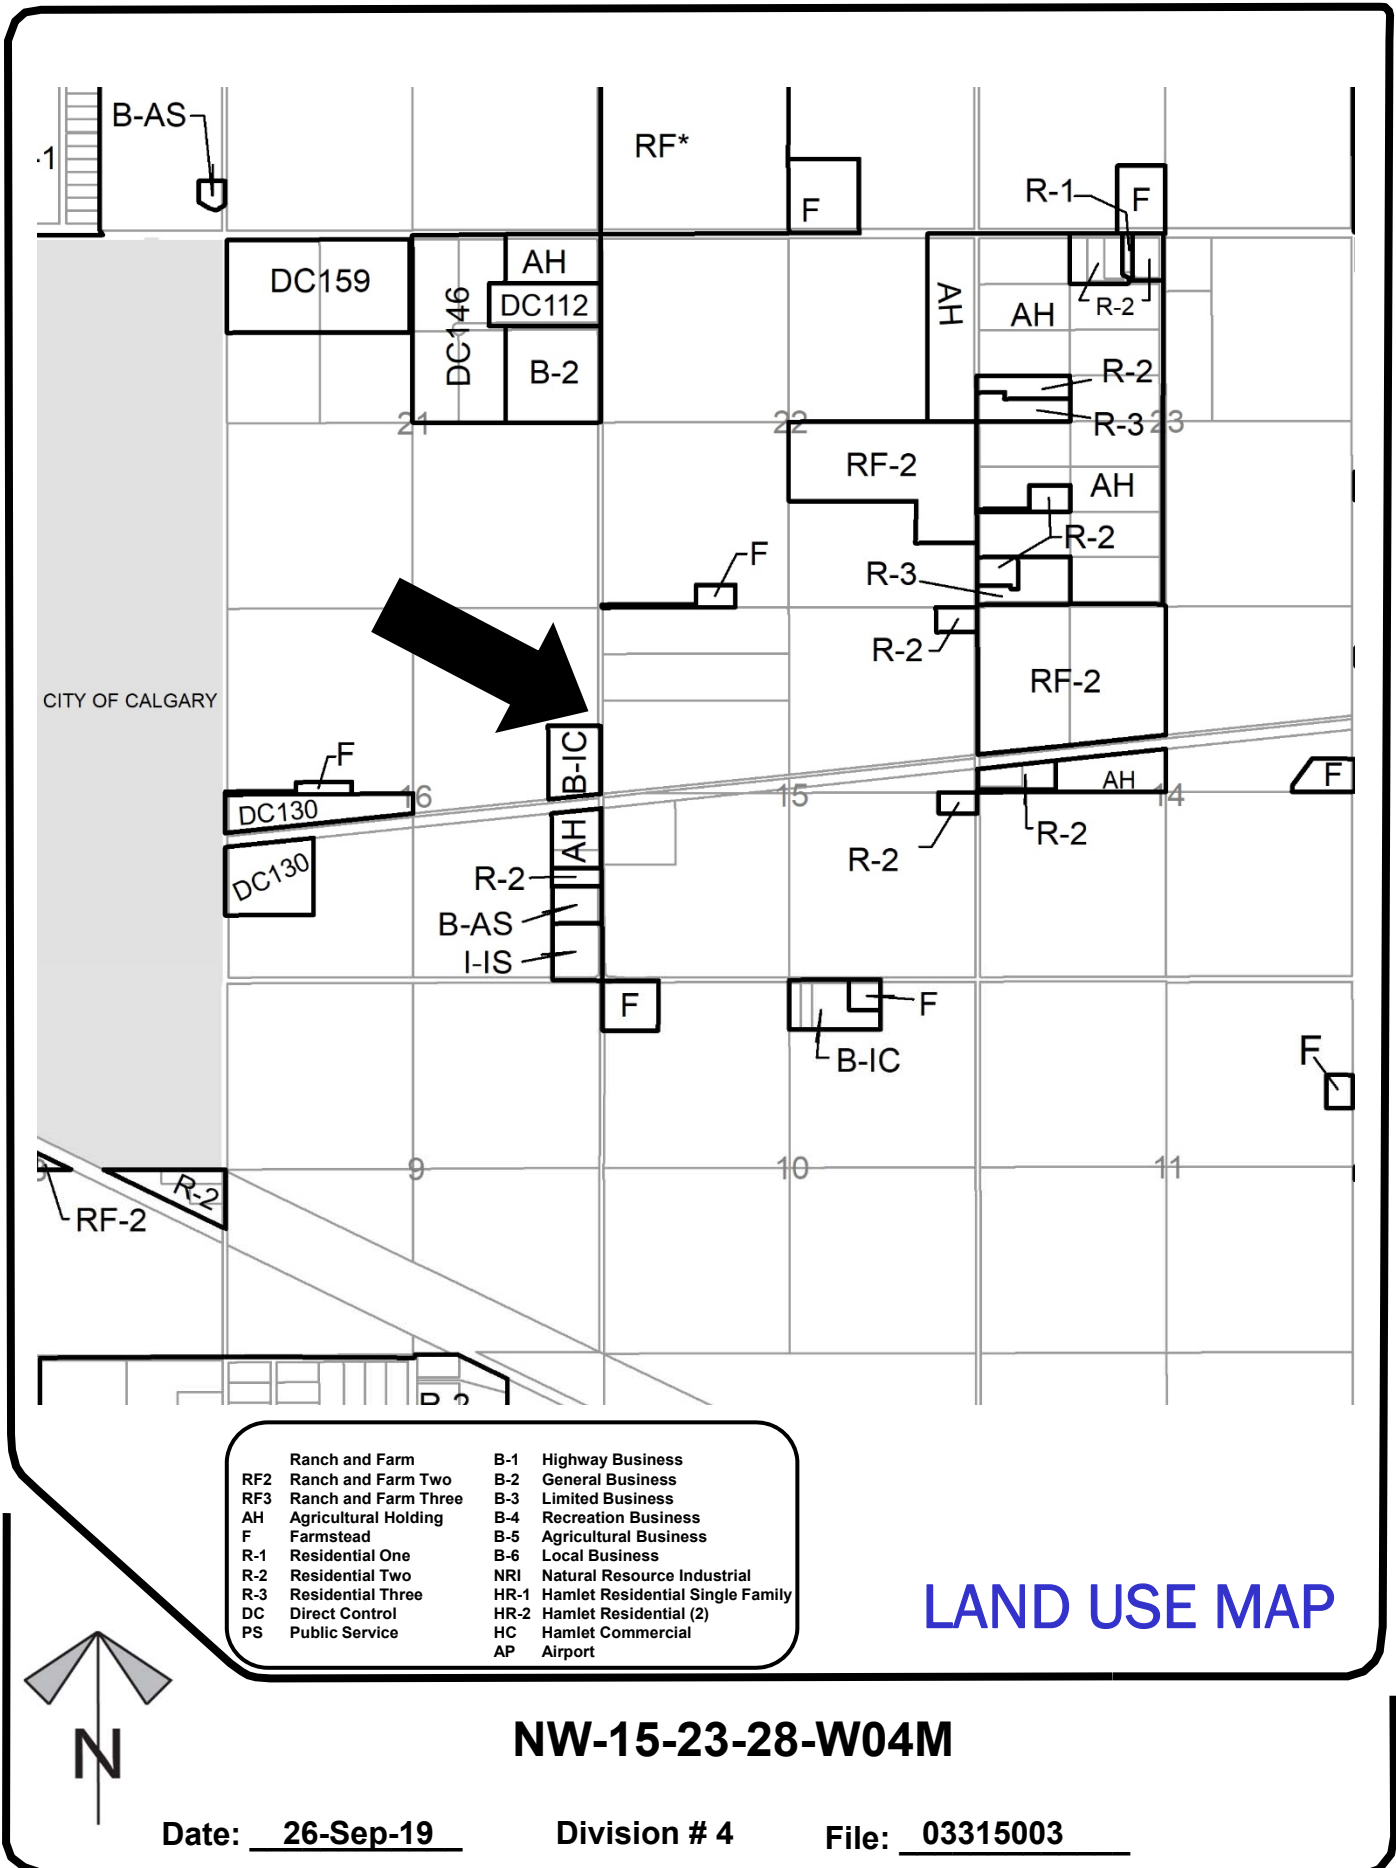 B-AS
-1
RF*
F
R-1
F
DC159
AH
DC146
DC112
B-2
AH
AH
R-2
R-2
R-3
21
22
23
RF-2
AH
R-2
F
R-3
R-2
RF-2
CITY OF CALGARY
B-IC
F
DC130
16
15
14
AH
F
R-2
R-2
DC130
AH
R-2
B-AS
I-IS
F
F
B-IC
F
9
10
11
R-2
RF-2
Ranch and Farm
RF2 Ranch and Farm Two
RF3 Ranch and Farm Three
AH Agricultural Holding
F Farmstead
R-1 Residential One
R-2 Residential Two
R-3 Residential Three
DC Direct Control
PS Public Service
B-1 Highway Business
B-2 General Business
B-3 Limited Business
B-4 Recreation Business
B-5 Agricultural Business
B-6 Local Business
NRI Natural Resource Industrial
HR-1 Hamlet Residential Single Family
HR-2 Hamlet Residential (2)
HC Hamlet Commercial
AP Airport
LAND USE MAP
N
NW-15-23-28-W04M
Date: 26-Sep-19 Division # 4 File: 03315003